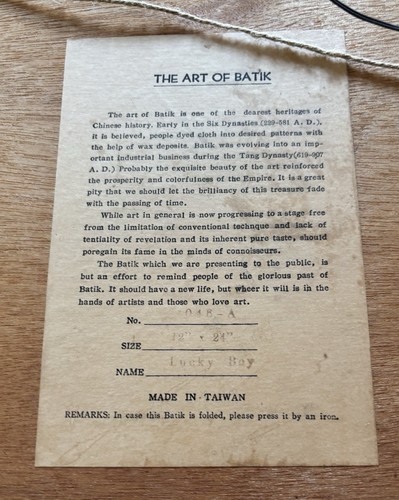 THE ART OF BATIK
The art of Batik is one of the dearest heritages of
Chinese history. Early in the Six Dynasties (229-581 A. D.),
it is believed, people dyed cloth into desired patterns with
the help of wax deposits. Batik was evolving into an imp-
ortant industrial business during the Tang Dynasty(619-907
A. D.) Probably the exquisite beauty of the art reinforced
the prosperity and colorfulness of the Empire. It is a great
pity that we should let the brilliancy of this treasure fade
with the passing of time.
While art in general is now progressing to a stage free
from the limitation of conventional technque and lack of
tentiality of revelation and its inherent pure taste, should
poregain its fame in the minds of connoisseurs.
The Batik which we are presenting to the public, is
but an effort to remind people of the glorious past of
Batik. It should have a new life, but wheer it will is in the
hands of artists and those who love art.
No. 046-A
SIZE 12" x 24"
NAME Lucky Boy
MADE IN TAIWAN
REMARKS: In case this Batik is folded, please press it by an iron.